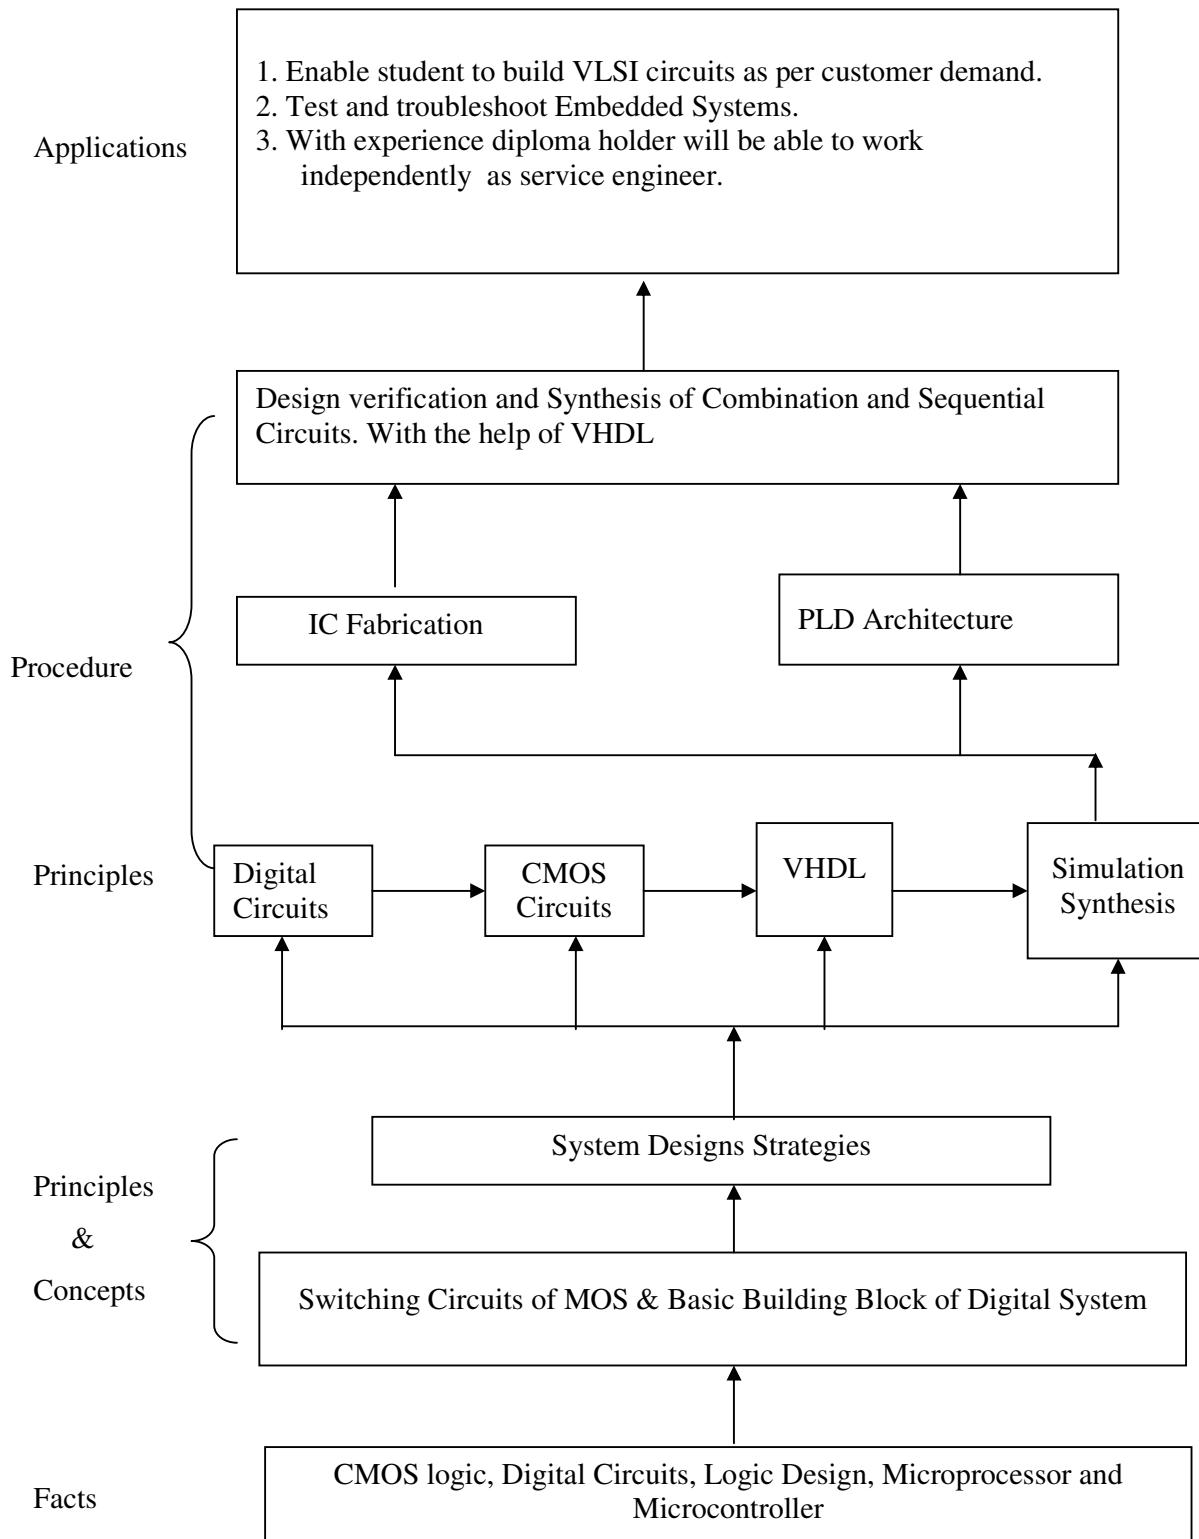 1. Enable student to build VLSI circuits as per customer demand.
2. Test and troubleshoot Embedded Systems.
Applications
3. With experience diploma holder will be able to work
independently as service engineer.
Design verification and Synthesis of Combination and Sequential
Circuits. With the help of VHDL
IC Fabrication
PLD Architecture
Procedure
Principles
Digital
Circuits
CMOS
Circuits
VHDL
Simulation
Synthesis
System Designs Strategies
Principles
&
Concepts
Switching Circuits of MOS & Basic Building Block of Digital System
Facts
CMOS logic, Digital Circuits, Logic Design, Microprocessor and
Microcontroller